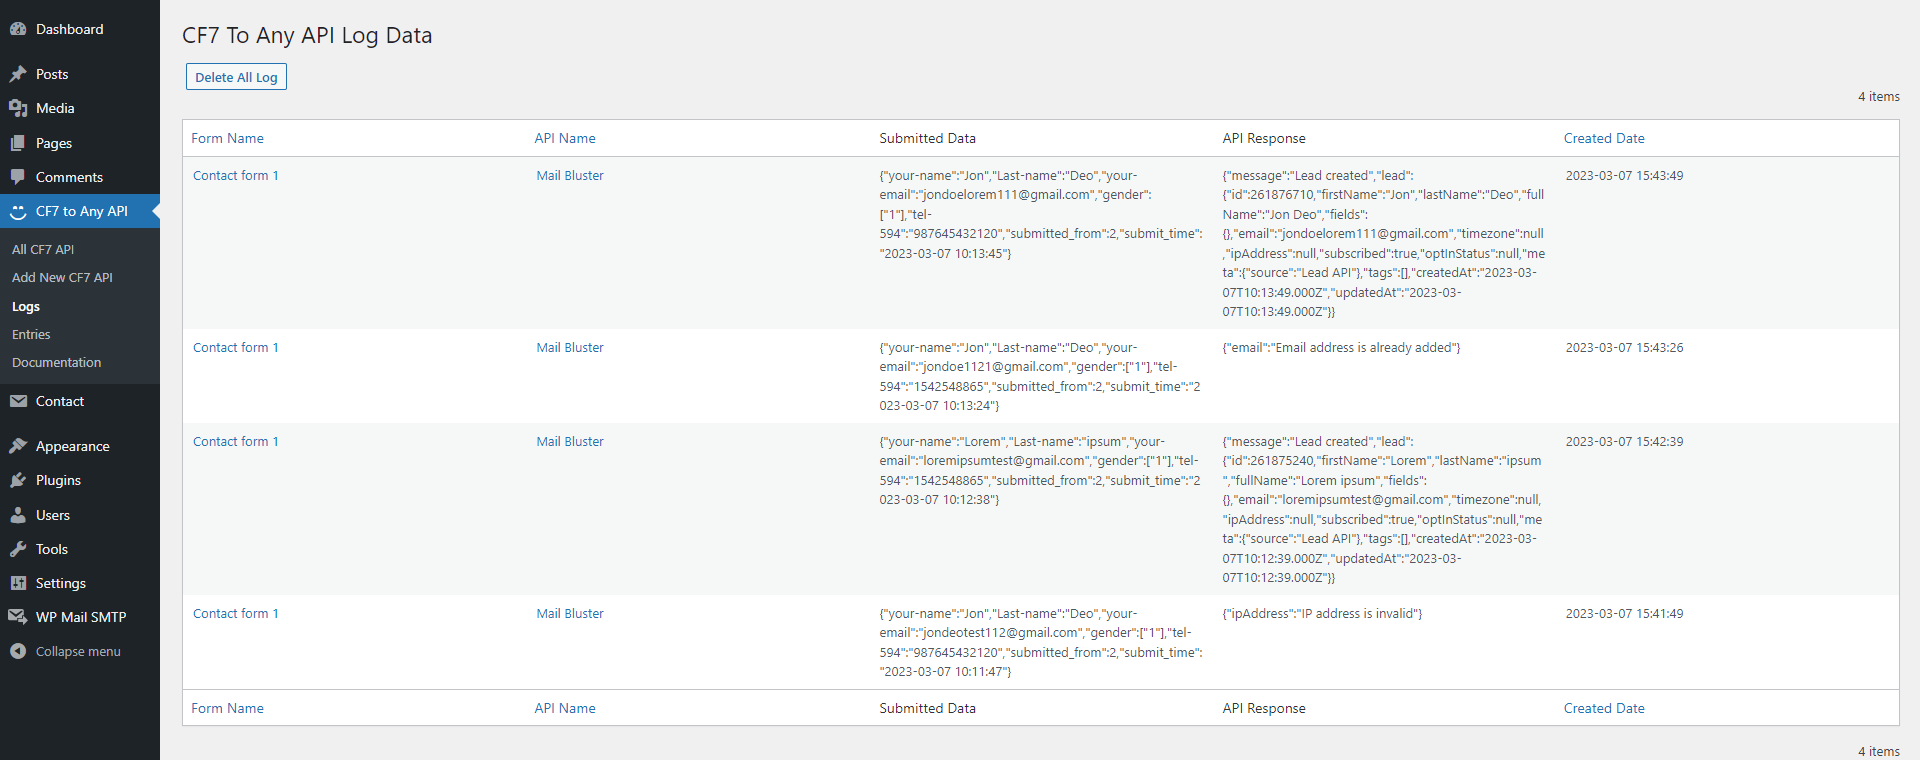 Dashboard
Posts
Media
Pages
Comments
CF7 to Any API
All CF7 API
Add New CF7 API
Logs
Entries
Documentation
Contact
Appearance
Plugins
Users
Tools
Settings
WP Mail SMTP
Collapse menu
CF7 To Any API Log Data
Delete All Log
4 items
Form Name API Name Submitted Data API Response Created Date
Contact form 1
Mail Bluster
{"your-name":"Jon","Last-name":"Deo","your-
email":"jondoelorem111@gmail.com","gender":
["1"],"tel-
594":"987645432120","submitted_from":2,"submit_time":
"2023-03-07 10:13:45"}
{"message":"Lead created","lead":
{"id":261876710,"firstName":"Jon","lastName":"Deo","full
Name":"Jon Deo","fields":
{},"email":"jondoelorem111@gmail.com","timezone":null
,"ipAddress":null,"subscribed":true,"optInStatus":null,"me
ta":{"source":"Lead API"},"tags":[],"createdAt":"2023-03-
07T10:13:49.000Z","updatedAt":"2023-03-
07T10:13:49.000Z"}}
2023-03-07 15:43:49
Contact form 1
Mail Bluster
{"your-name":"Jon","Last-name":"Deo","your-
email":"jondoe1121@gmail.com","gender":["1"],"tel-
594":"1542548865","submitted_from":2,"submit_time":"2
023-03-07 10:13:24"}
{"email":"Email address is already added"}
2023-03-07 15:43:26
Contact form 1
Mail Bluster
{"your-name":"Lorem","Last-name":"ipsum","your-
email":"loremipsumtest@gmail.com","gender":["1"],"tel-
594":"1542548865","submitted_from":2,"submit_time":"2
023-03-07 10:12:38"}
{"message":"Lead created","lead":
{"id":261875240,"firstName":"Lorem","lastName":"ipsum
","fullName":"Lorem ipsum","fields":
{},"email":"loremipsumtest@gmail.com","timezone":null,
"ipAddress":null,"subscribed":true,"optInStatus":null,"me
ta":{"source":"Lead API"},"tags":[],"createdAt":"2023-03-
07T10:12:39.000Z","updatedAt":"2023-03-
07T10:12:39.000Z"}}
2023-03-07 15:42:39
Contact form 1
Mail Bluster
{"your-name":"Jon","Last-name":"Deo","your-
email":"jondeotest112@gmail.com","gender":["1"],"tel-
594":"987645432120","submitted_from":2,"submit_time":
"2023-03-07 10:11:47"}
{"ipAddress":"IP address is invalid"}
2023-03-07 15:41:49
Form Name API Name Submitted Data API Response Created Date
4 items